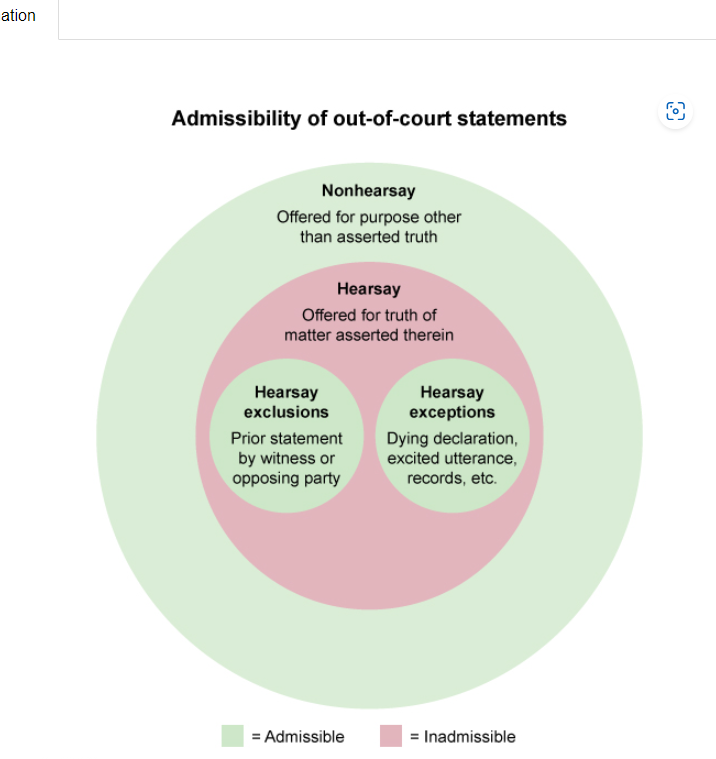 ation
Admissibility of out-of-court statements
Nonhearsay
Offered for purpose other
than asserted truth
Hearsay
Offered for truth of
matter asserted therein
Hearsay
exclusions
Prior statement
by witness or
opposing party
Hearsay
exceptions
Dying declaration,
excited utterance,
records, etc.
= Admissible
= Inadmissible